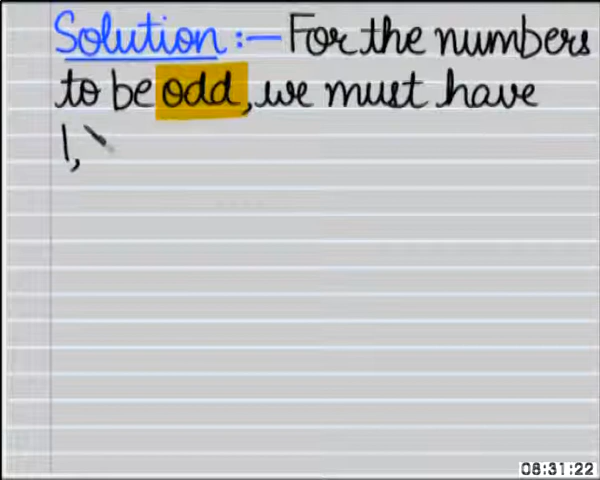 Solution :- For the numbers
to be odd, we must have
1,
08:31:22